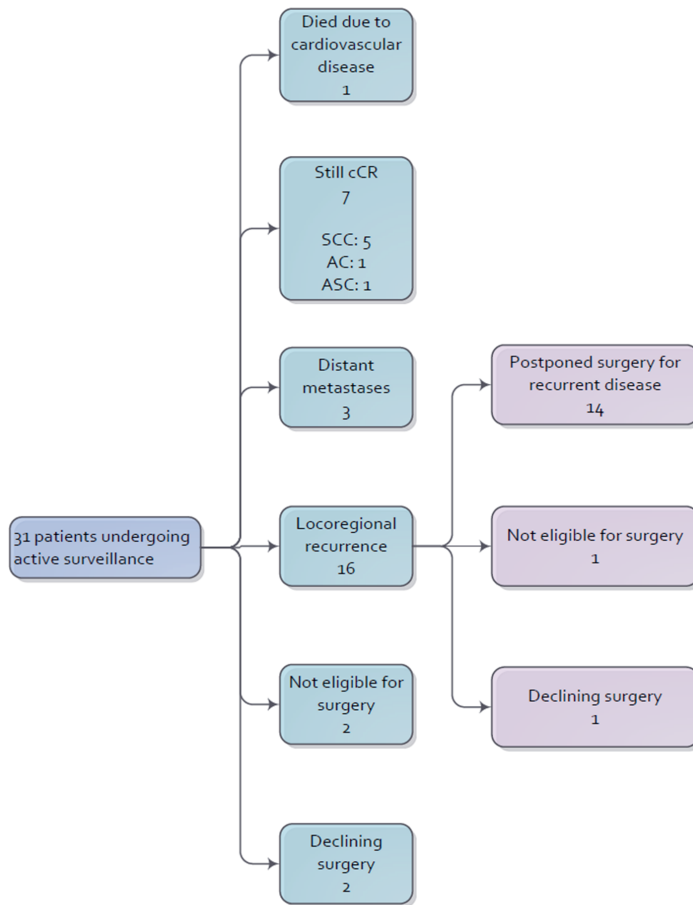 31 patients undergoing
active surveillance
Died due to
cardiovascular
disease
1
Still cCR
7
SCC: 5
AC: 1
ASC: 1
Distant
metastases
3
Locoregional
recurrence
16
Not eligible for
surgery
2
Declining
surgery
2
Postponed surgery for
recurrent disease
14
Not eligible for surgery
1
Declining surgery
1